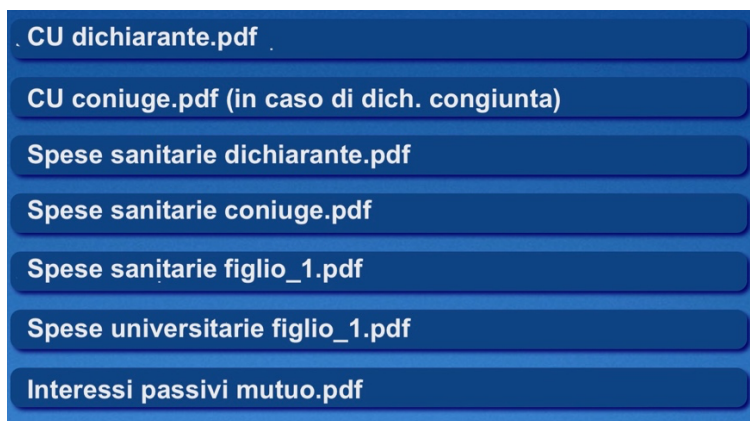 CU dichiarante.pdf
CU coniuge.pdf (in caso di dich. congiunta)
Spese sanitarie dichiarante.pdf
Spese sanitarie coniuge.pdf
Spese sanitarie figlio_1.pdf
Spese universitarie figlio_1.pdf
Interessi passivi mutuo.pdf